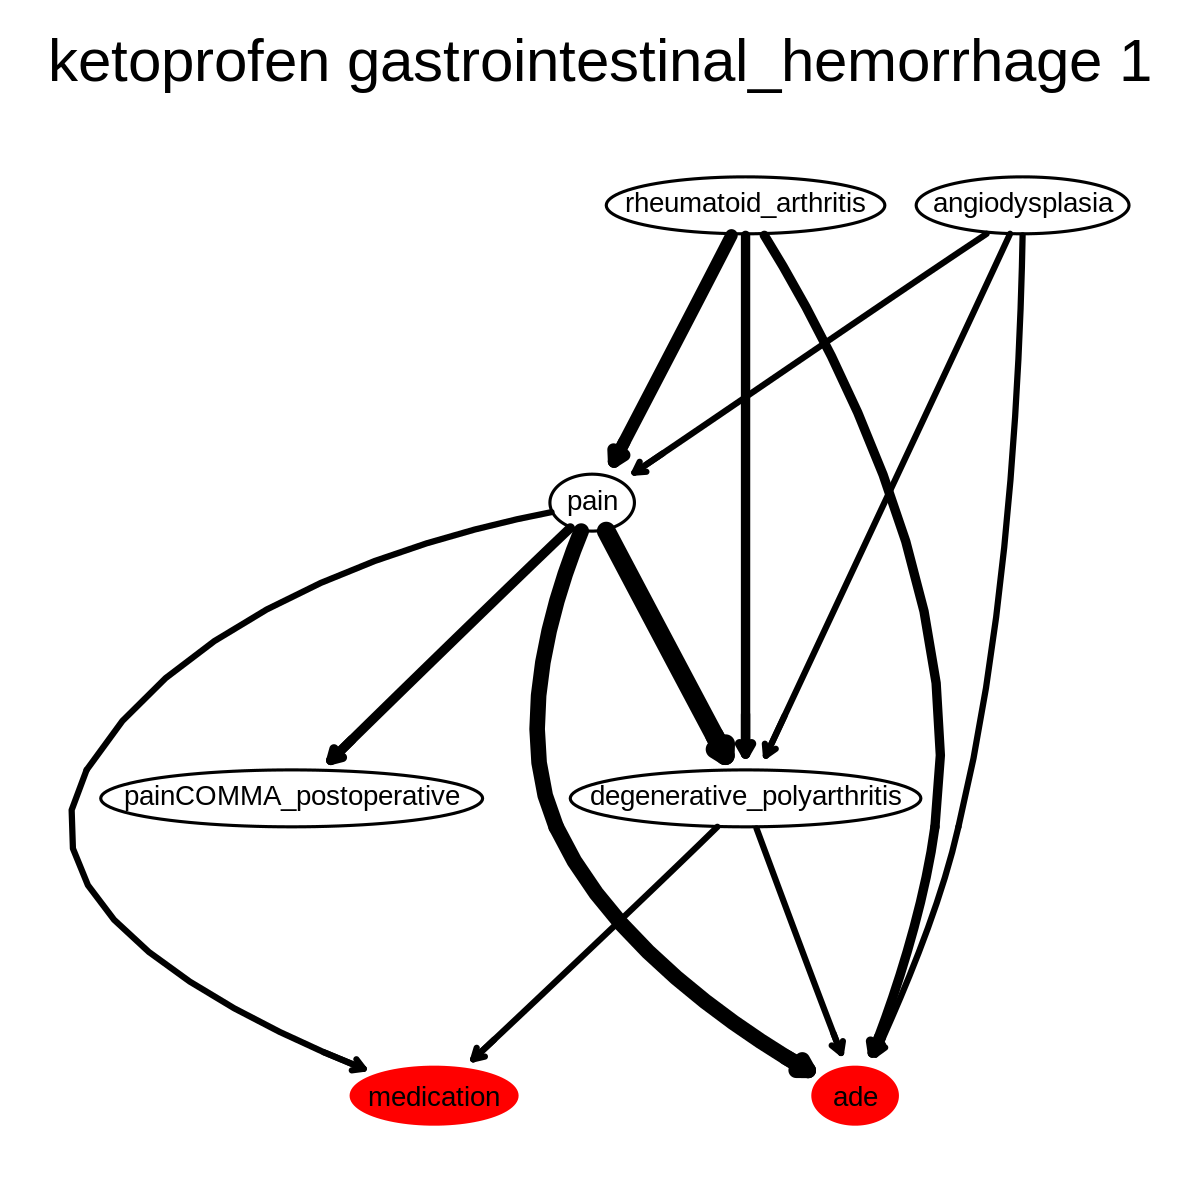 ketoprofen gastrointestinal_hemorrhage 1
rheumatoid_arthritis
angiodysplasia
pain
painCOMMA_postoperative
degenerative_polyarthritis
medication
ade